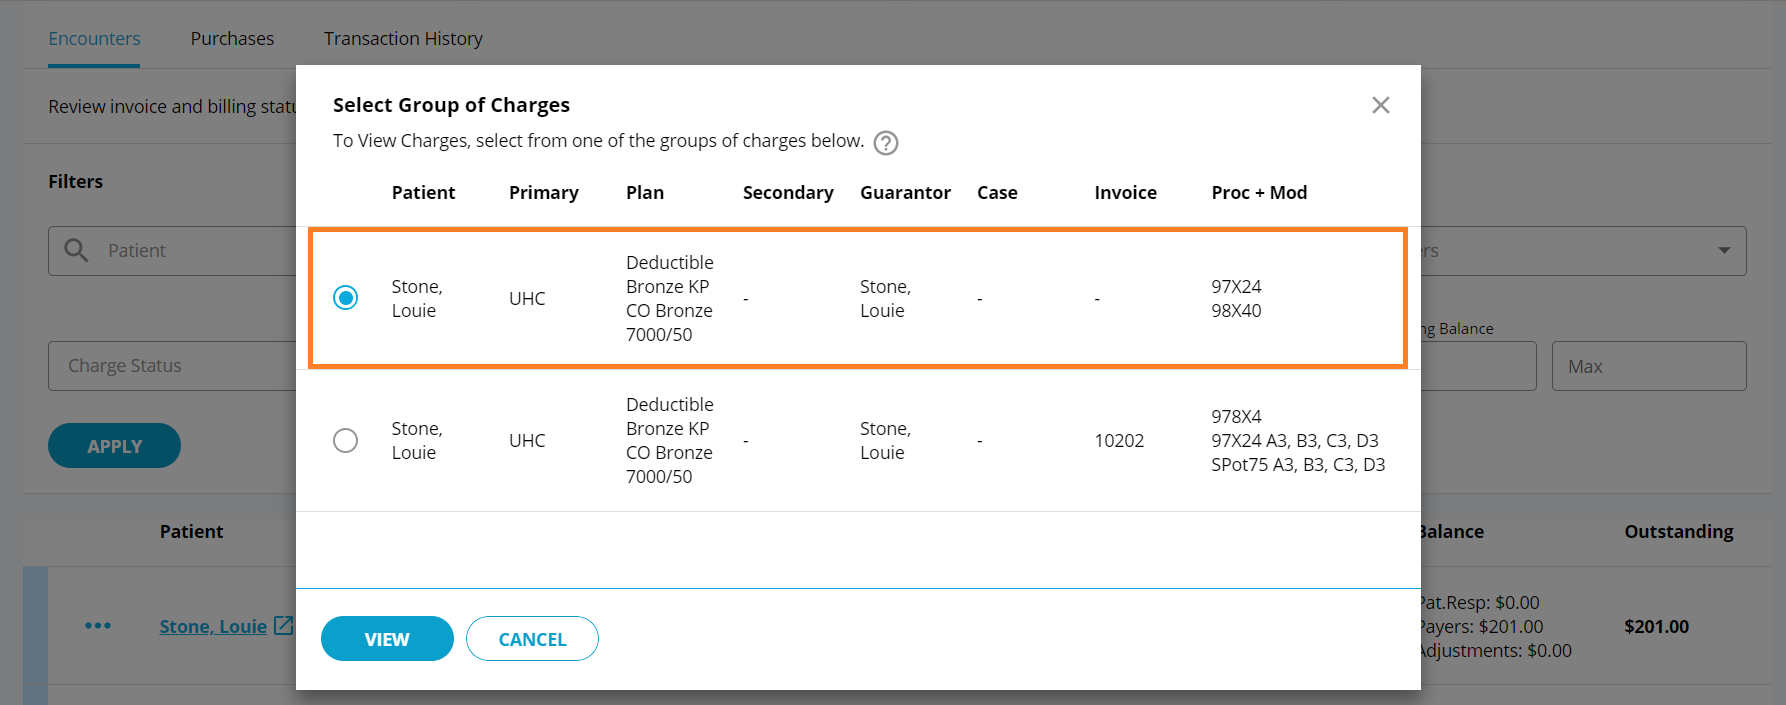 Encounters Purchases Transaction History
Review invoice and billing
Select Group of Charges
To View Charges, select from one of the groups of charges below. ?
Patient Primary Plan Secondary Guarantor Case Invoice Proc + Mod
Stone, Louie UHC Deductible Bronze KP CO Bronze 7000/50 - Stone, Louie - - 97X24 98X40
Stone, Louie UHC Deductible Bronze KP CO Bronze 7000/50 - Stone, Louie - 10202 978X4 97X24 A3, B3, C3, D3 SPot75 A3, B3, C3, D3
VIEW CANCEL
Filters
Patient
Charge Status
Balance
Max
APPLY
Patient Balance Outstanding
Stone, Louie Pat.Resp: $0.00 Payers: $201.00 Adjustments: $0.00 $201.00